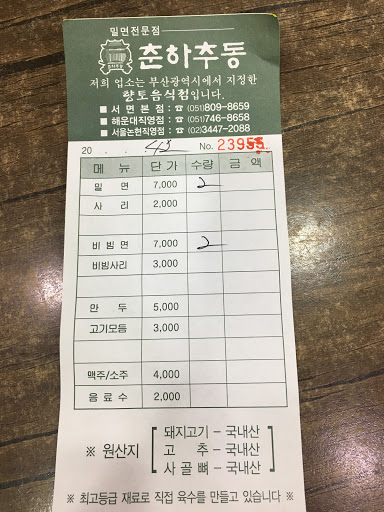 밀면전문점
춘하추동
춘하추동
저희 업소는 부산광역시에서 지정한
향토음식점입니다.
■ 서 면 본 점 : ☎ (051)809-8659
■ 해운대직영점 : ☎ (051)746-8658
■ 서울논현직영점 : ☎ (02)3447-2088
20 . . . No. 23955
메 뉴 단 가 수량 금 액
밀 면 7,000 2
사 리 2,000
비 빔 면 7,000 2
비빔사리 3,000
만 두 5,000
고기모듬 3,000
맥주/소주 4,000
음 료 수 2,000
※ 원산지
돼지고기 – 국내산
고 추 – 국내산
사 골 뼈 – 국내산
※ 최고등급 재료로 직접 육수를 만들고 있습니다 ※